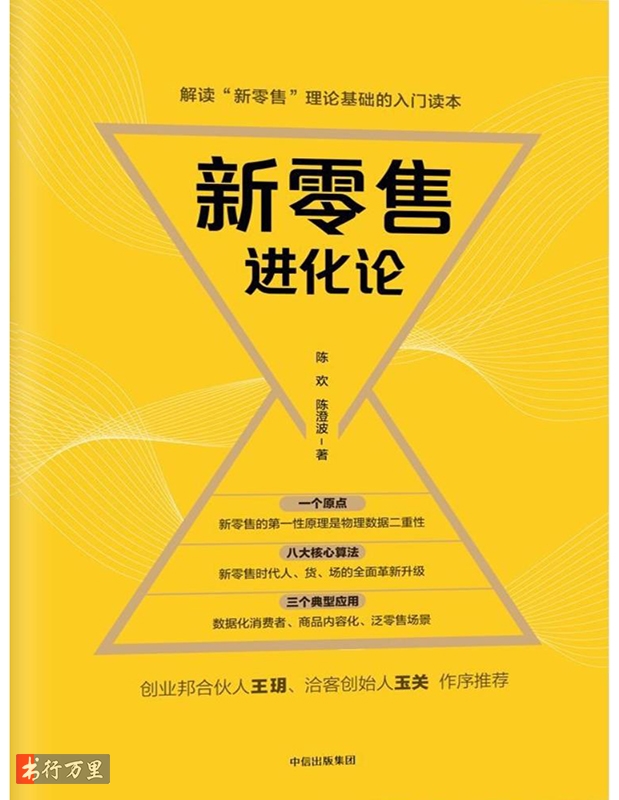 解读“新零售”理论基础的入门读本
新零售
进化论
陈 欢 陈澄波－著
一个原点
新零售的第一性原理是物理数据二重性
八大核心算法
新零售时代人、货、场的全面革新升级
三个典型应用
数据化消费者、商品内容化、泛零售场景
创业邦合伙人王玥、洽客创始人玉关 作序推荐
中信出版集团
书行万里